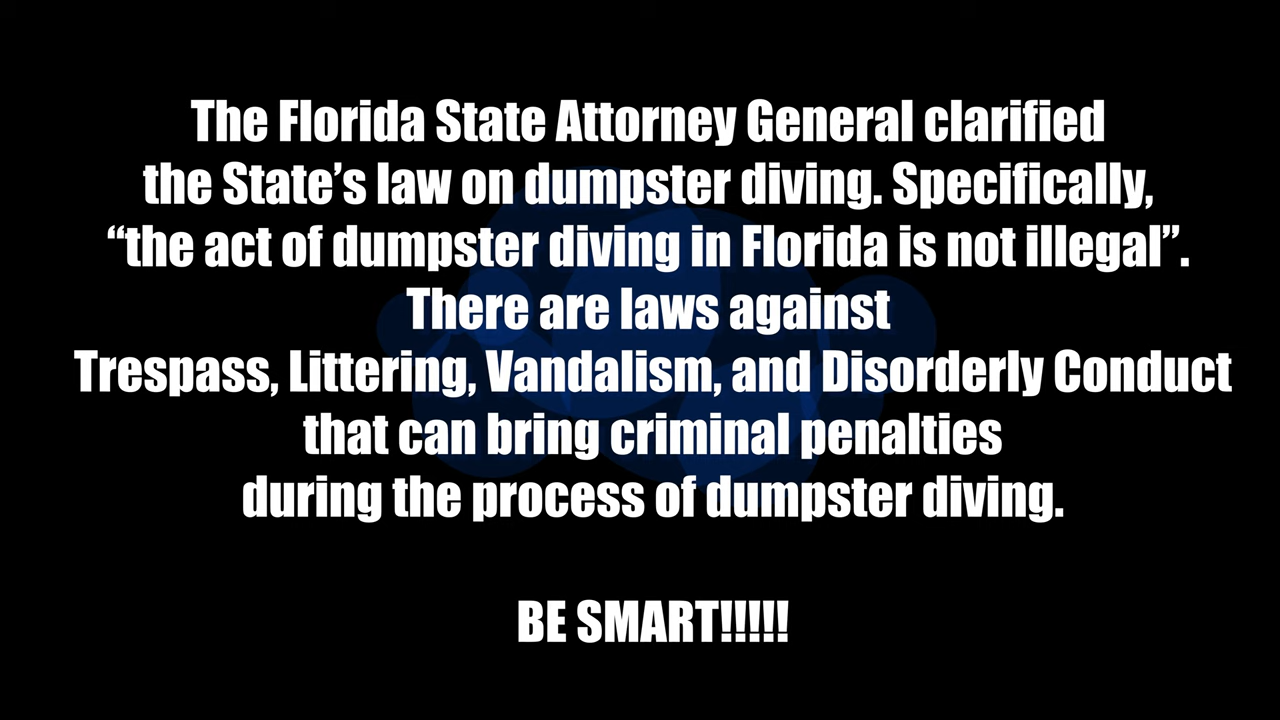 The Florida State Attorney General clarified
the State’s law on dumpster diving. Specifically,
“the act of dumpster diving in Florida is not illegal”.
There are laws against
Trespass, Littering, Vandalism, and Disorderly Conduct
that can bring criminal penalties
during the process of dumpster diving.
BE SMART!!!!!